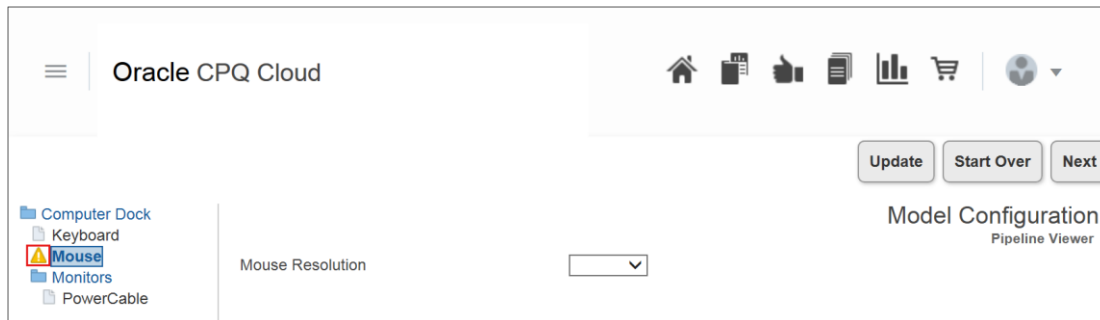 Oracle CPQ Cloud
Update Start Over Next
Computer Dock
Keyboard
Mouse
Monitors
PowerCable
Mouse Resolution
Model Configuration
Pipeline Viewer